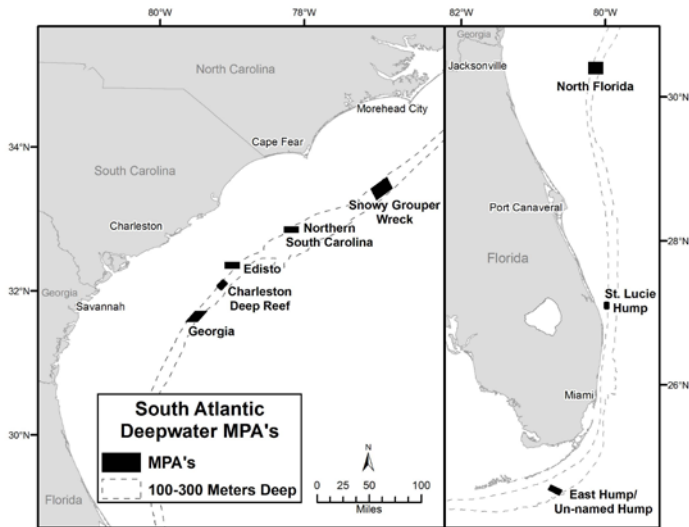 80°W
78°W
North Carolina
Morehead City
Cape Fear
34°N
South Carolina
Snowy Grouper
Wreck
Charleston
Northern
South Carolina
Edisto
Charleston
Deep Reef
32°N
Georgia
Savannah
Georgia
South Atlantic
Deepwater MPA's
MPA's
100-300 Meters Deep
30°N
Florida
N
0 25 50 100
Miles
82°W
80°W
Georgia
Jacksonville
North Florida
30°N
Port Canaveral
28°N
Florida
St. Lucie
Hump
Miami
26°N
East Hump/
Un-named Hump